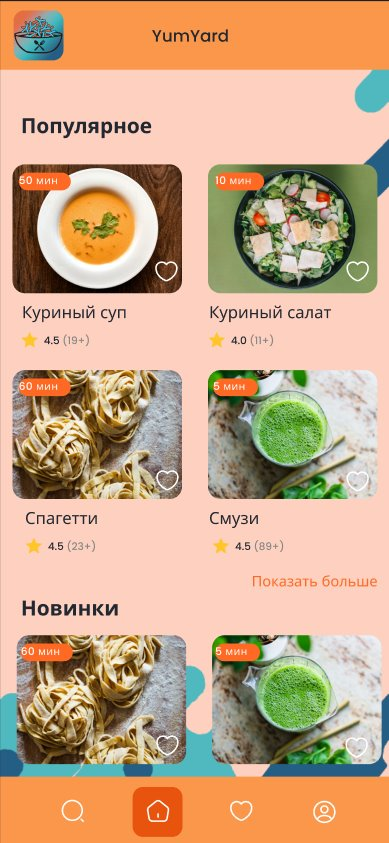 YumYard
Популярное
60 мин
10 мин
Куриный суп
Куриный салат
4.5 (19+)
4.0 (11+)
60 мин
5 мин
Спагетти
Смузи
4.5 (23+)
4.5 (89+)
Показать больше
Новинки
60 мин
5 мин